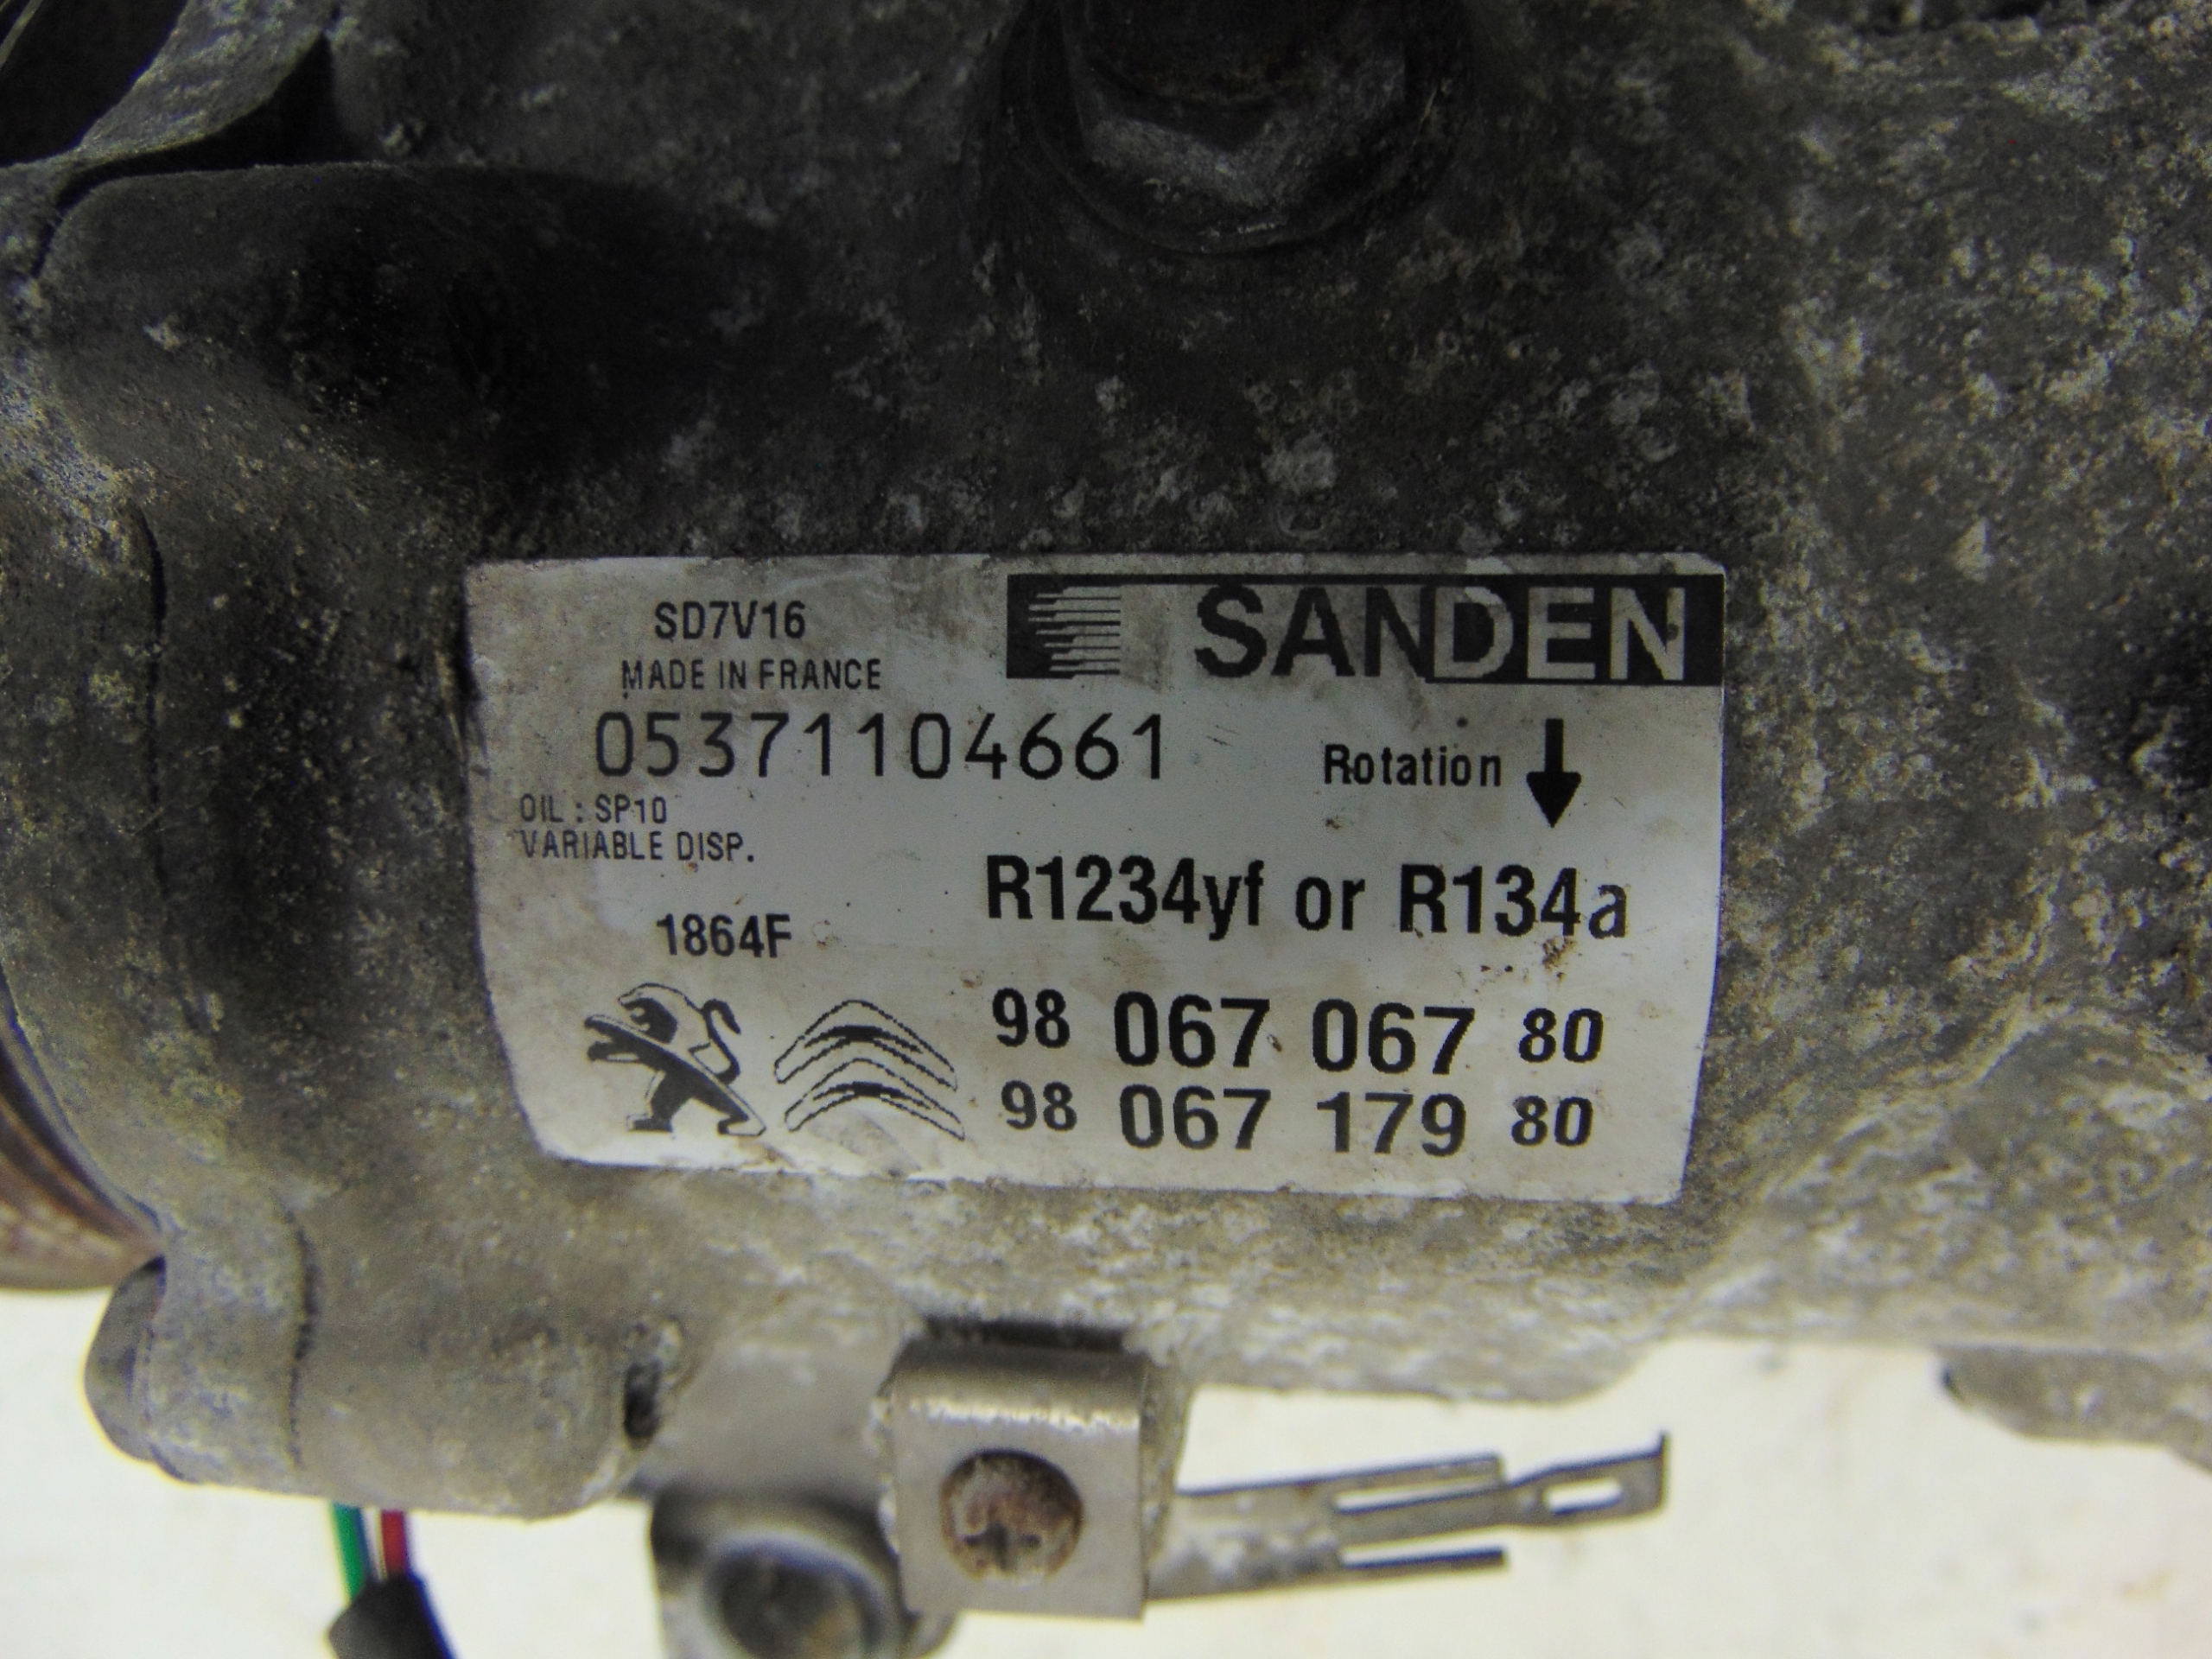 SD7V16
SANDEN
MADE IN FRANCE
05371104661
Rotation
OIL : SP10
VARIABLE DISP.
R1234yf or R134a
1864F
98 067 067 80
98 067 179 80